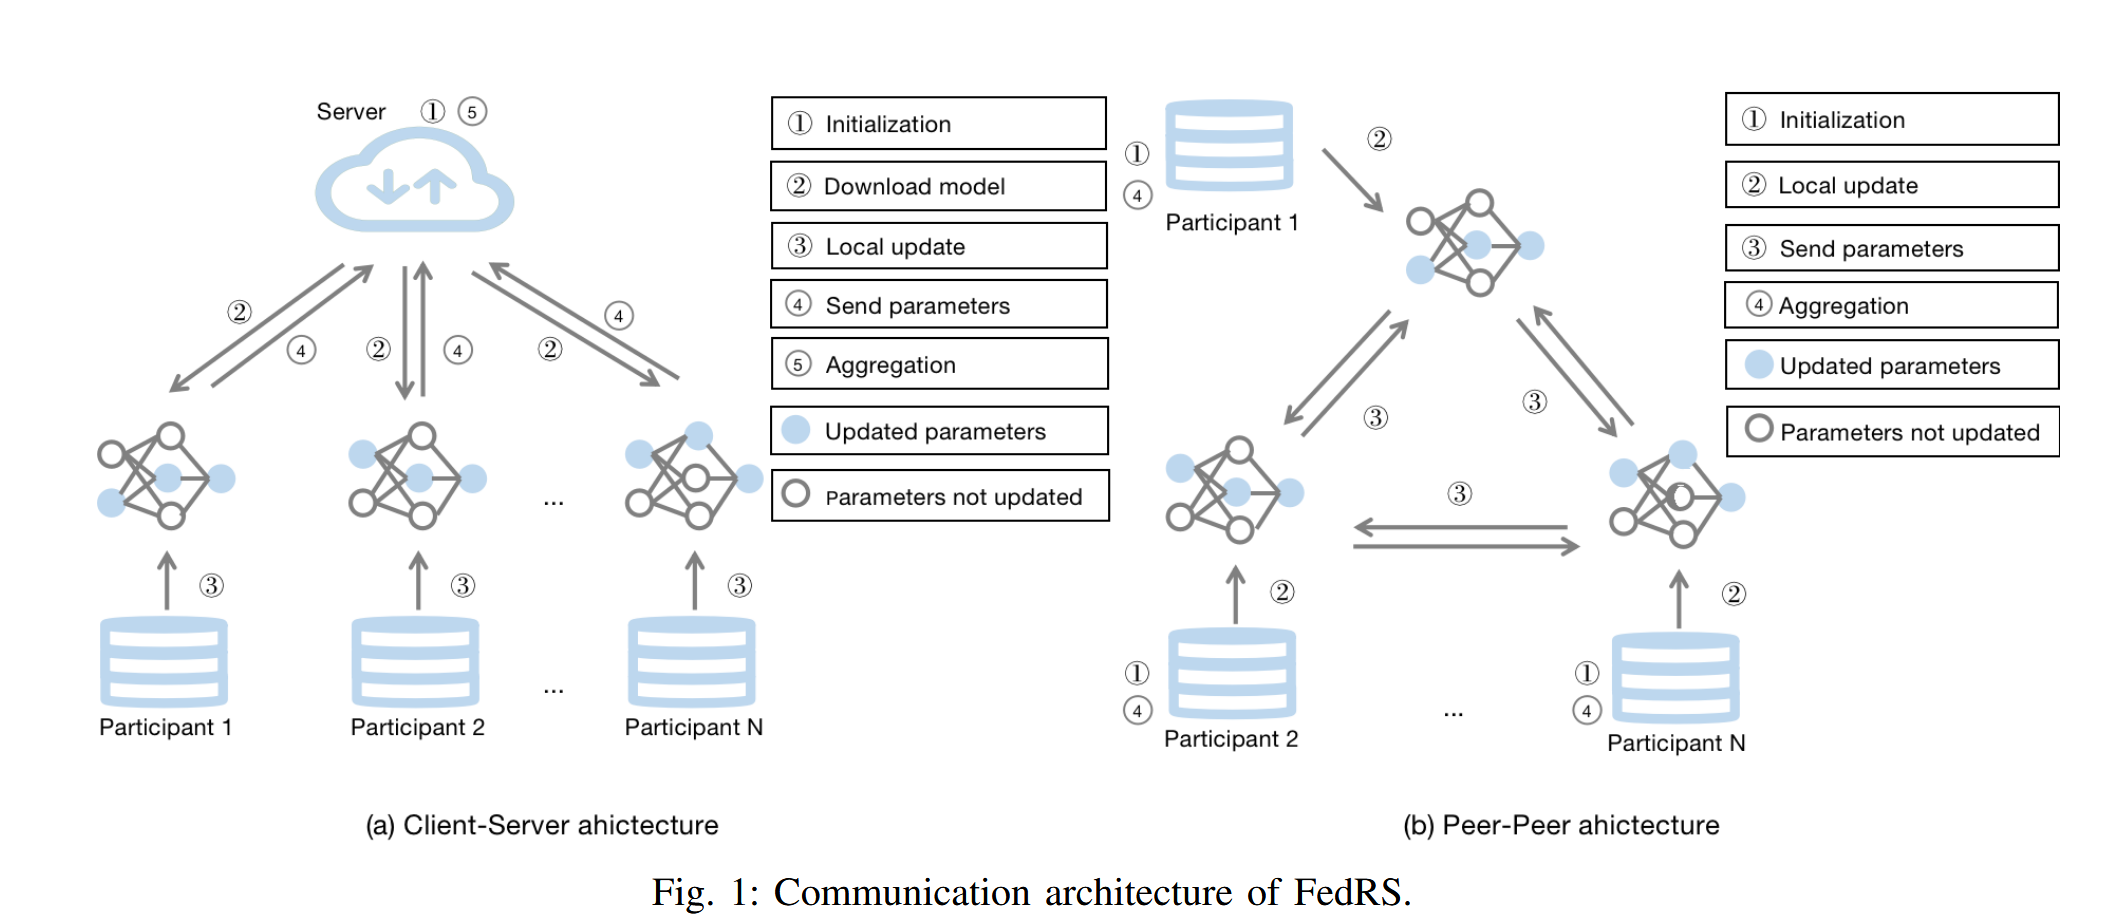 Server ① ⑤
① Initialization
② Download model
③ Local update
④ Send parameters
⑤ Aggregation
Updated parameters
Parameters not updated
②
④
②
④
②
④
...
③
③
③
...
Participant 1
Participant 2
Participant N
(a) Client-Server ahictecture
①
④
Participant 1
②
① Initialization
② Local update
③ Send parameters
④ Aggregation
Updated parameters
Parameters not updated
③
③
③
②
②
①
④
Participant 2
...
①
④
Participant N
(b) Peer-Peer ahictecture
Fig. 1: Communication architecture of FedRS.